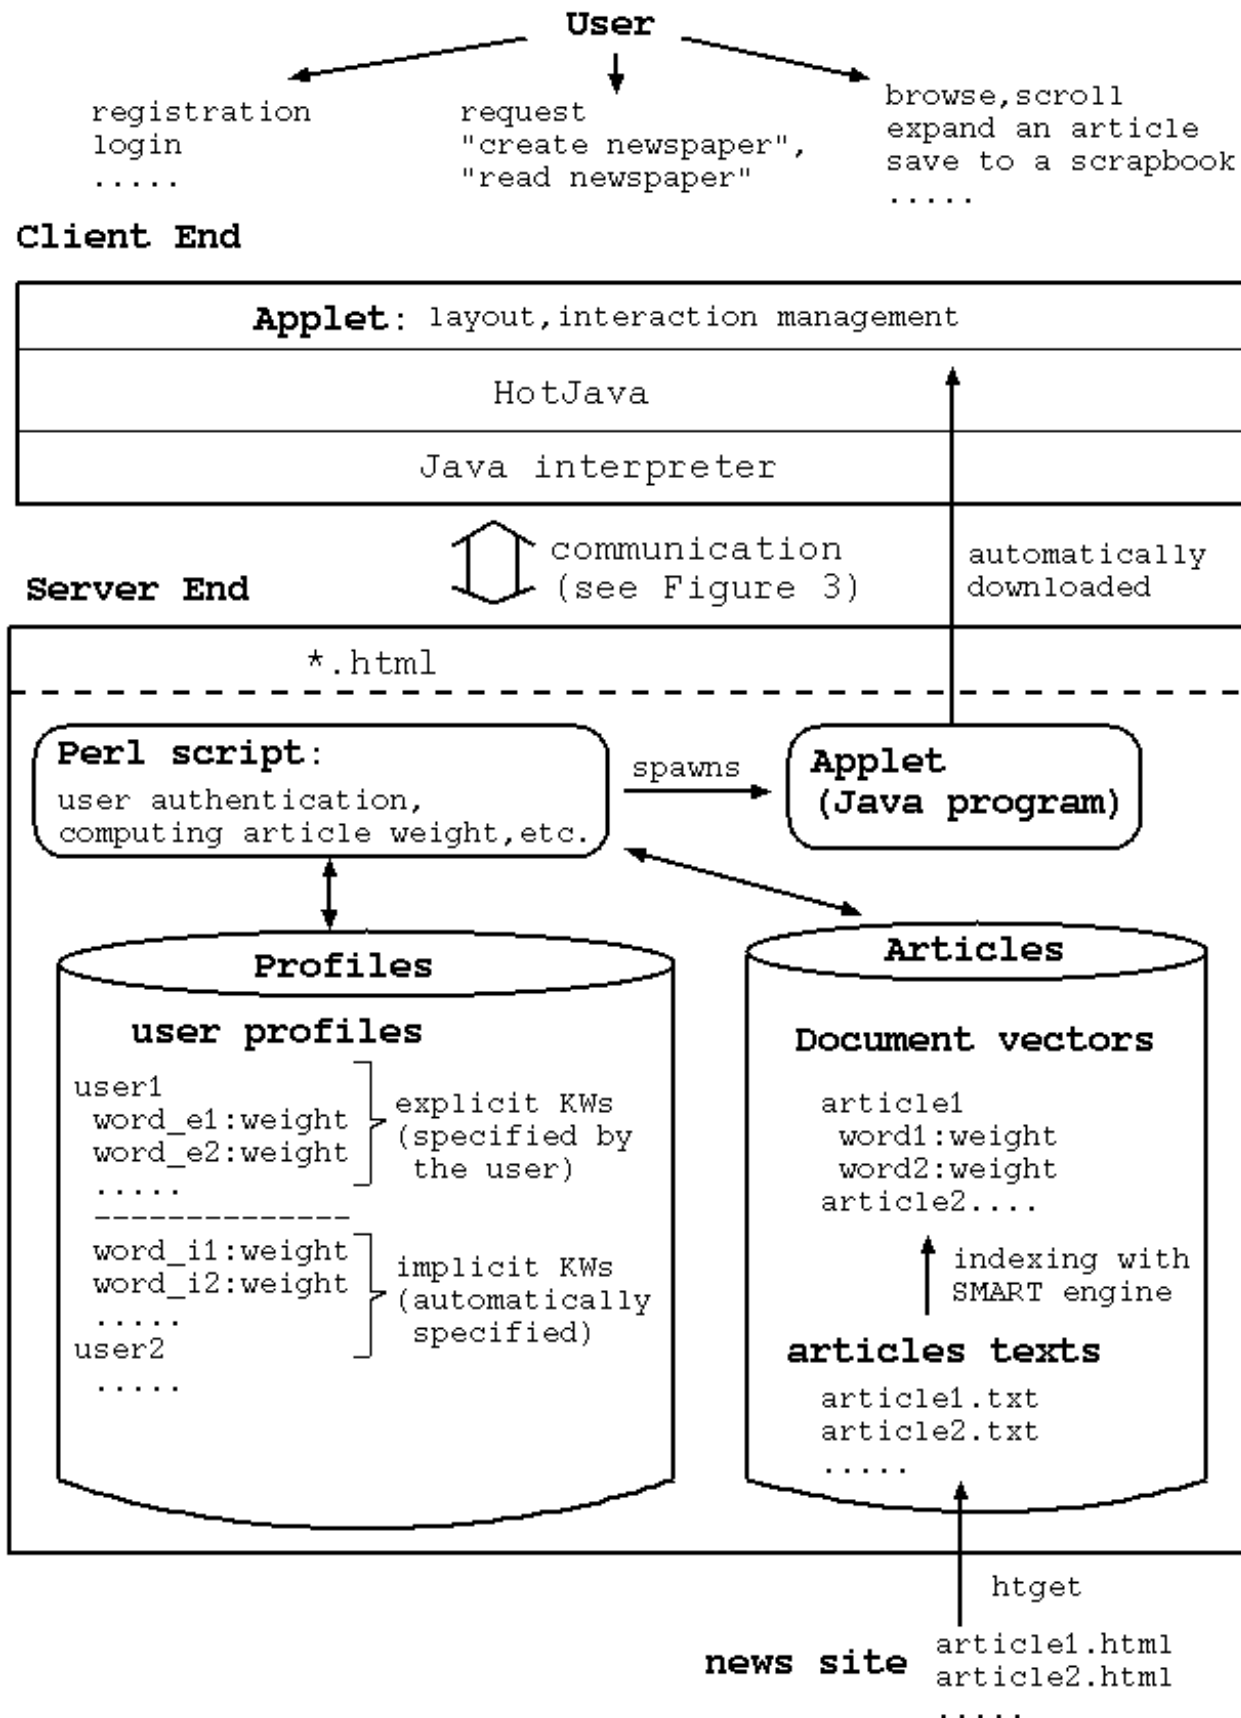 User
registration
login
.....
request
"create newspaper",
"read newspaper"
browse,scroll
expand an article
save to a scrapbook
.....
Client End
Applet: layout,interaction management
HotJava
Java interpreter
communication
(see Figure 3)
automatically
downloaded
Server End
*.html
Perl script:
user authentication,
computing article weight,etc.
spawns
Applet
(Java program)
Profiles
user profiles
user1
word_e1:weight
word_e2:weight
.....
--------------
word_i1:weight
word_i2:weight
.....
user2
.....
explicit KWs
(specified by
the user)
implicit KWs
(automatically
specified)
Articles
Document vectors
article1
word1:weight
word2:weight
article2....
indexing with
SMART engine
articles texts
article1.txt
article2.txt
.....
htget
news site
article1.html
article2.html
.....